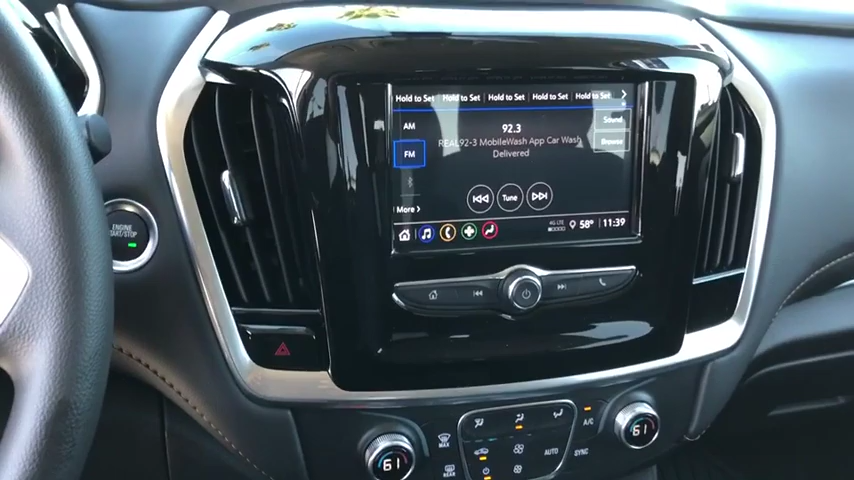 Hold to Set Hold to Set Hold to Set Hold to Set Hold to Set
AM
92.3
Sound
REAL92-3 MobileWash App Car Wash
Browse
FM
Delivered
Tune
More
4G LTE 58° 11:39
ENGINE
START/STOP
MAX
A/C
61
AUTO
SYNC
61
REAR